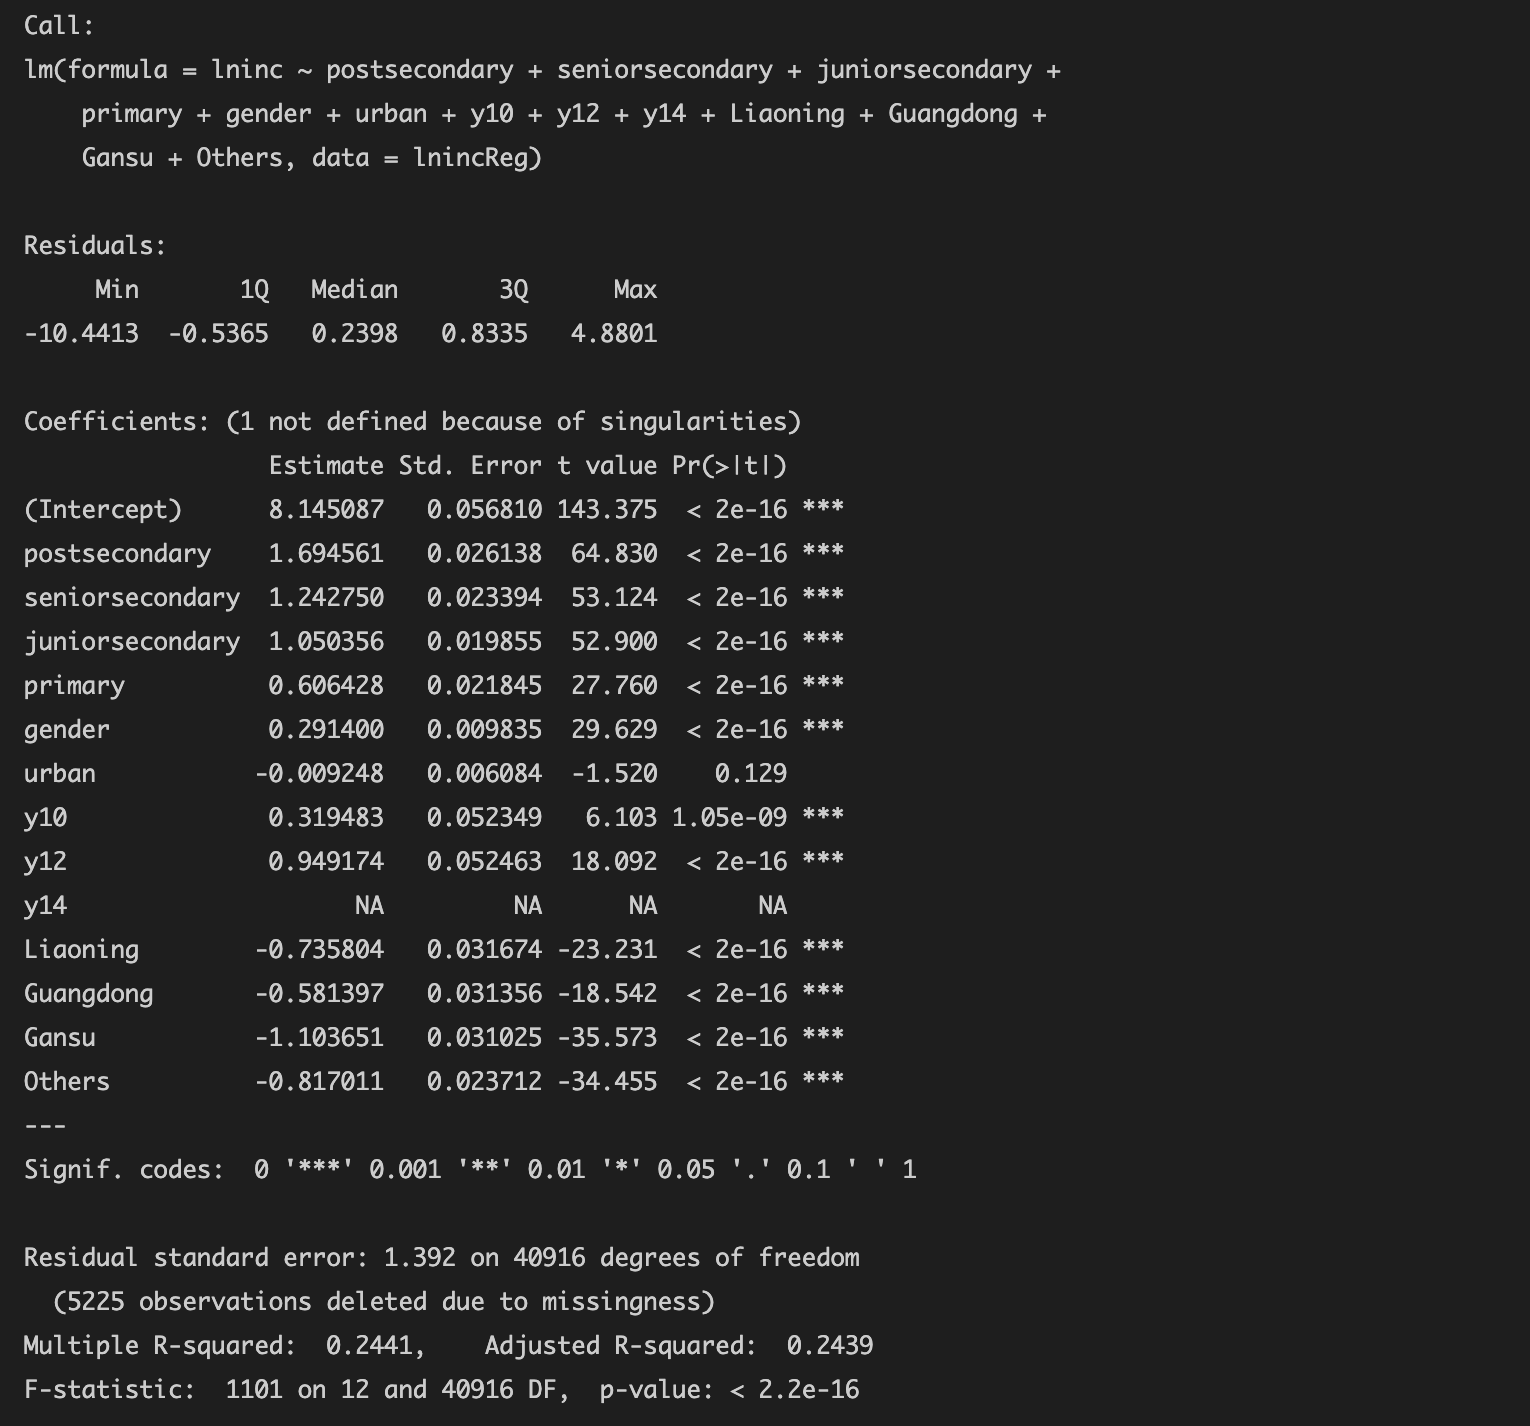 Call:
lm(formula = lninc ~ postsecondary + seniorsecondary + juniorsecondary +
    primary + gender + urban + y10 + y12 + y14 + Liaoning + Guangdong +
    Gansu + Others, data = lnincReg)

Residuals:
     Min       1Q   Median       3Q      Max
-10.4413  -0.5365   0.2398   0.8335   4.8801

Coefficients: (1 not defined because of singularities)
                 Estimate Std. Error t value Pr(>|t|)
(Intercept)      8.145087   0.056810 143.375  < 2e-16 ***
postsecondary    1.694561   0.026138  64.830  < 2e-16 ***
seniorsecondary  1.242750   0.023394  53.124  < 2e-16 ***
juniorsecondary  1.050356   0.019855  52.900  < 2e-16 ***
primary          0.606428   0.021845  27.760  < 2e-16 ***
gender           0.291400   0.009835  29.629  < 2e-16 ***
urban           -0.009248   0.006084  -1.520    0.129
y10              0.319483   0.052349   6.103 1.05e-09 ***
y12              0.949174   0.052463  18.092  < 2e-16 ***
y14                    NA         NA      NA       NA
Liaoning        -0.735804   0.031674 -23.231  < 2e-16 ***
Guangdong       -0.581397   0.031356 -18.542  < 2e-16 ***
Gansu           -1.103651   0.031025 -35.573  < 2e-16 ***
Others          -0.817011   0.023712 -34.455  < 2e-16 ***
---
Signif. codes:  0 '***' 0.001 '**' 0.01 '*' 0.05 '.' 0.1 ' ' 1

Residual standard error: 1.392 on 40916 degrees of freedom
  (5225 observations deleted due to missingness)
Multiple R-squared:  0.2441,    Adjusted R-squared:  0.2439
F-statistic:  1101 on 12 and 40916 DF,  p-value: < 2.2e-16